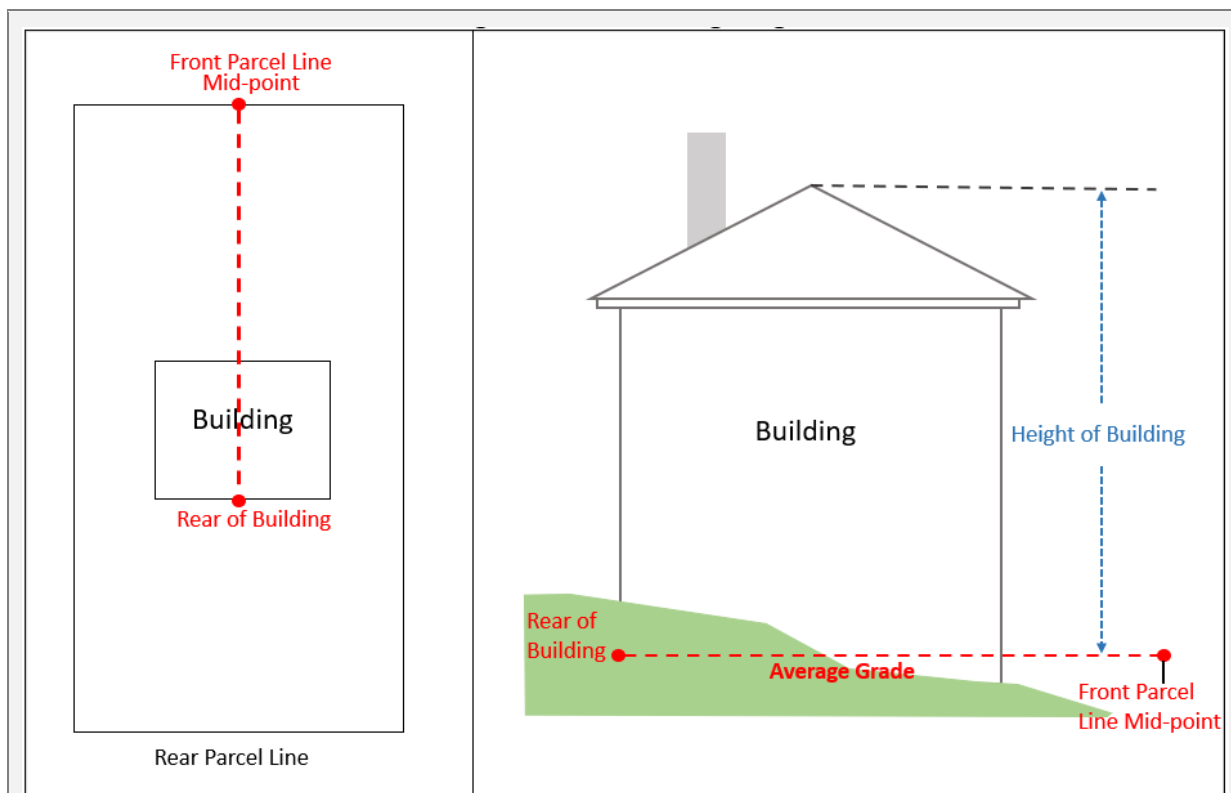 Front Parcel Line
Mid-point
Building
Rear of Building
Rear Parcel Line
Building
Height of Building
Rear of
Building
Average Grade
Front Parcel
Line Mid-point